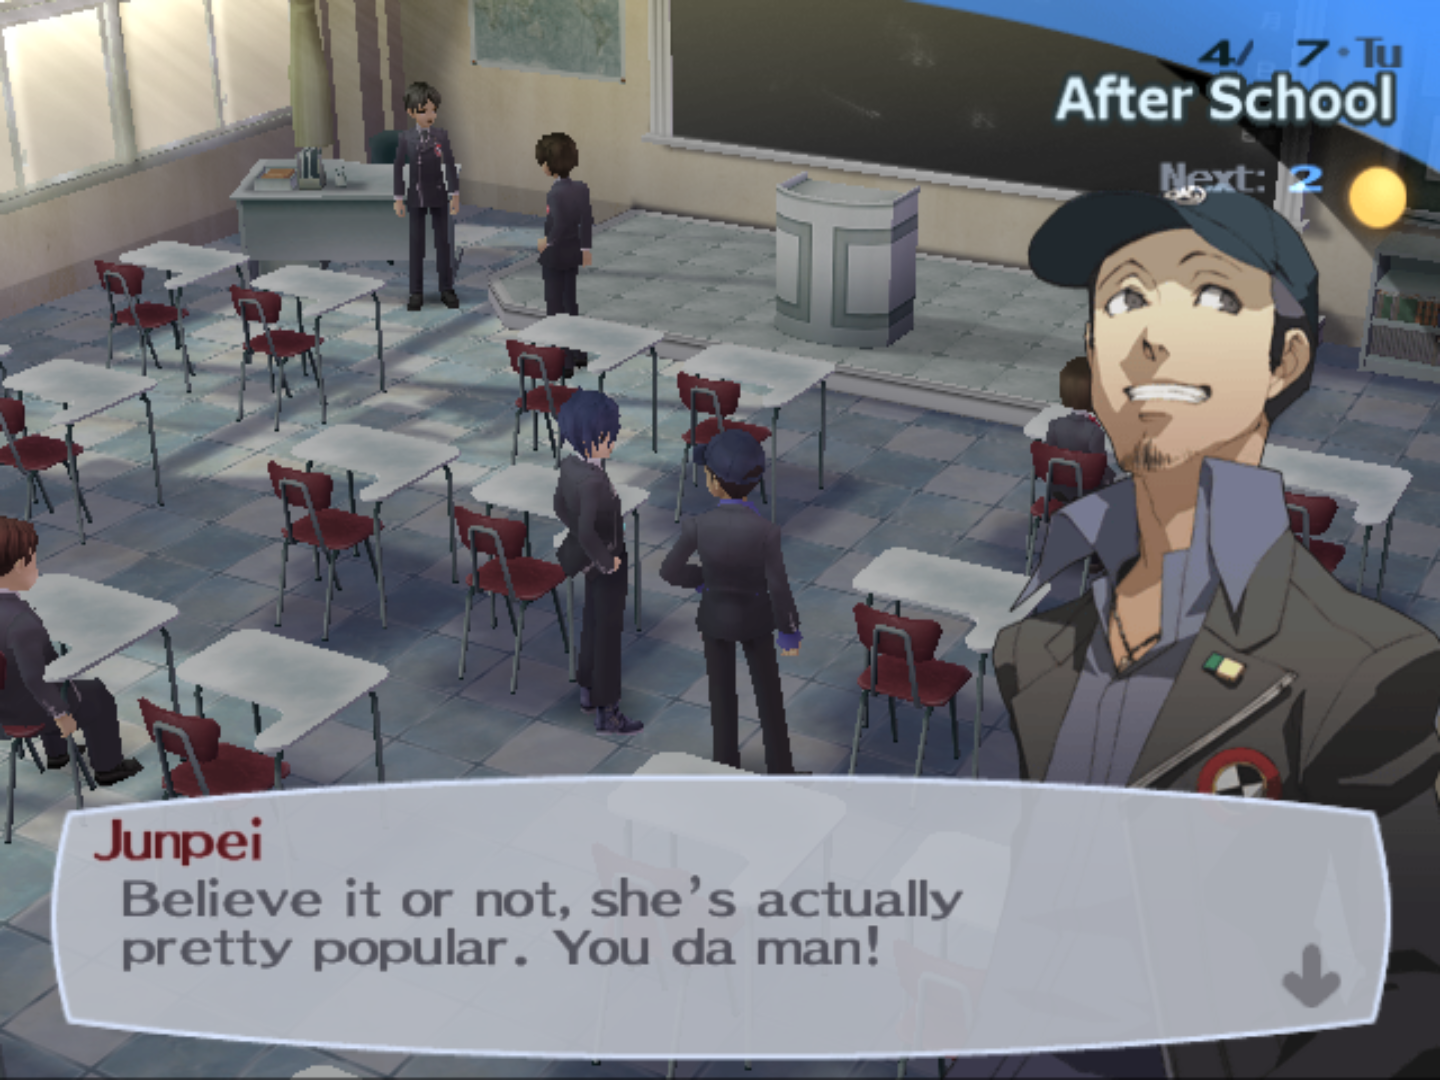 4/ 7・Tu
After School
Next: 2
Junpei
Believe it or not, she's actually
pretty popular. You da man!